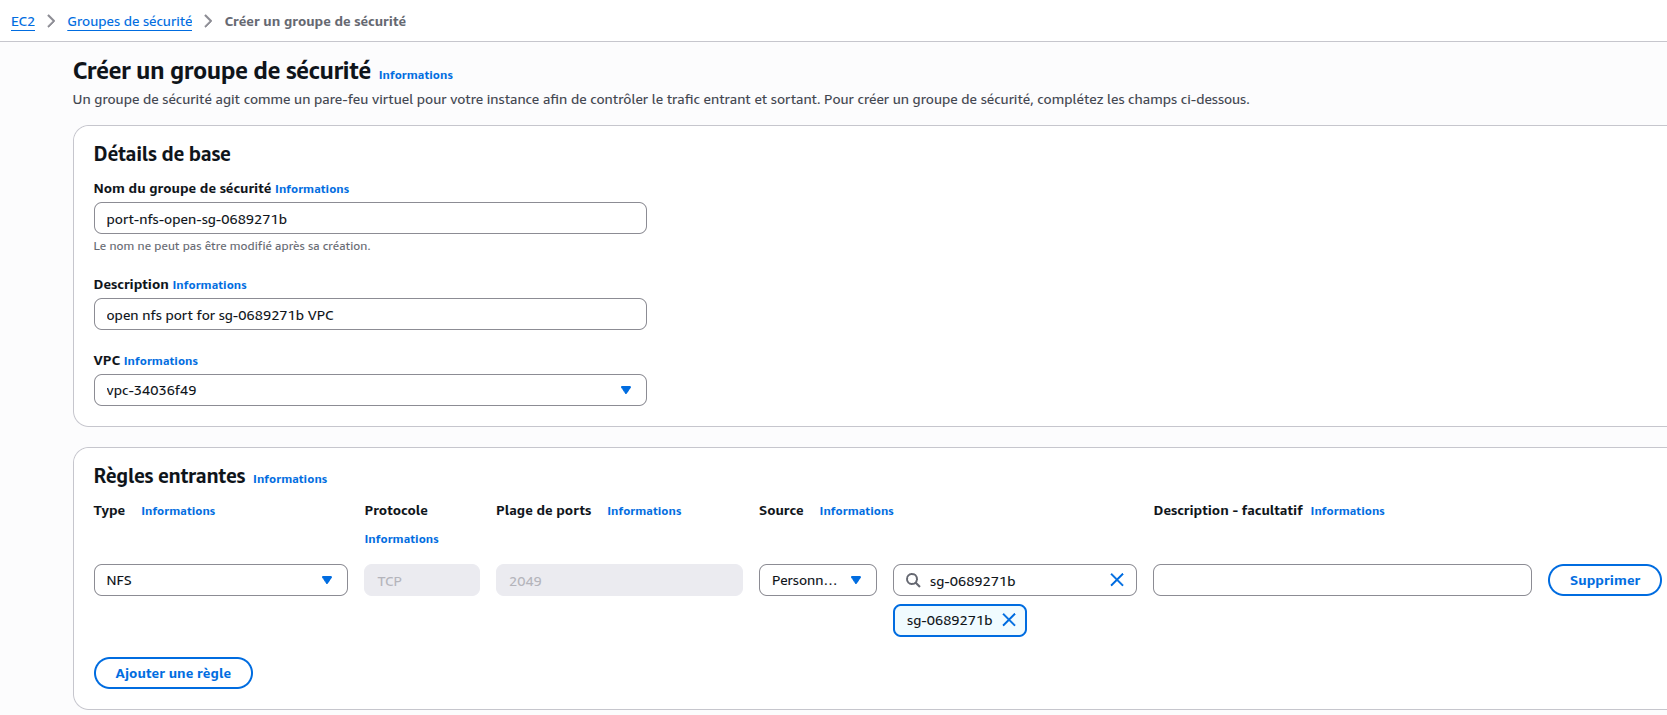 EC2 > Groupes de sécurité > Créer un groupe de sécurité
Créer un groupe de sécurité Informations
Un groupe de sécurité agit comme un pare-feu virtuel pour votre instance afin de contrôler le trafic entrant et sortant. Pour créer un groupe de sécurité, complétez les champs ci-dessous.
Détails de base
Nom du groupe de sécurité Informations
port-nfs-open-sg-0689271b
Le nom ne peut pas être modifié après sa création.
Description Informations
open nfs port for sg-0689271b VPC
VPC Informations
vpc-34036f49
Règles entrantes Informations
Type Informations Protocole Plage de ports Informations Source Informations Description – facultatif Informations
Informations
NFS TCP 2049 Personn... sg-0689271b Supprimer
sg-0689271b
Ajouter une règle